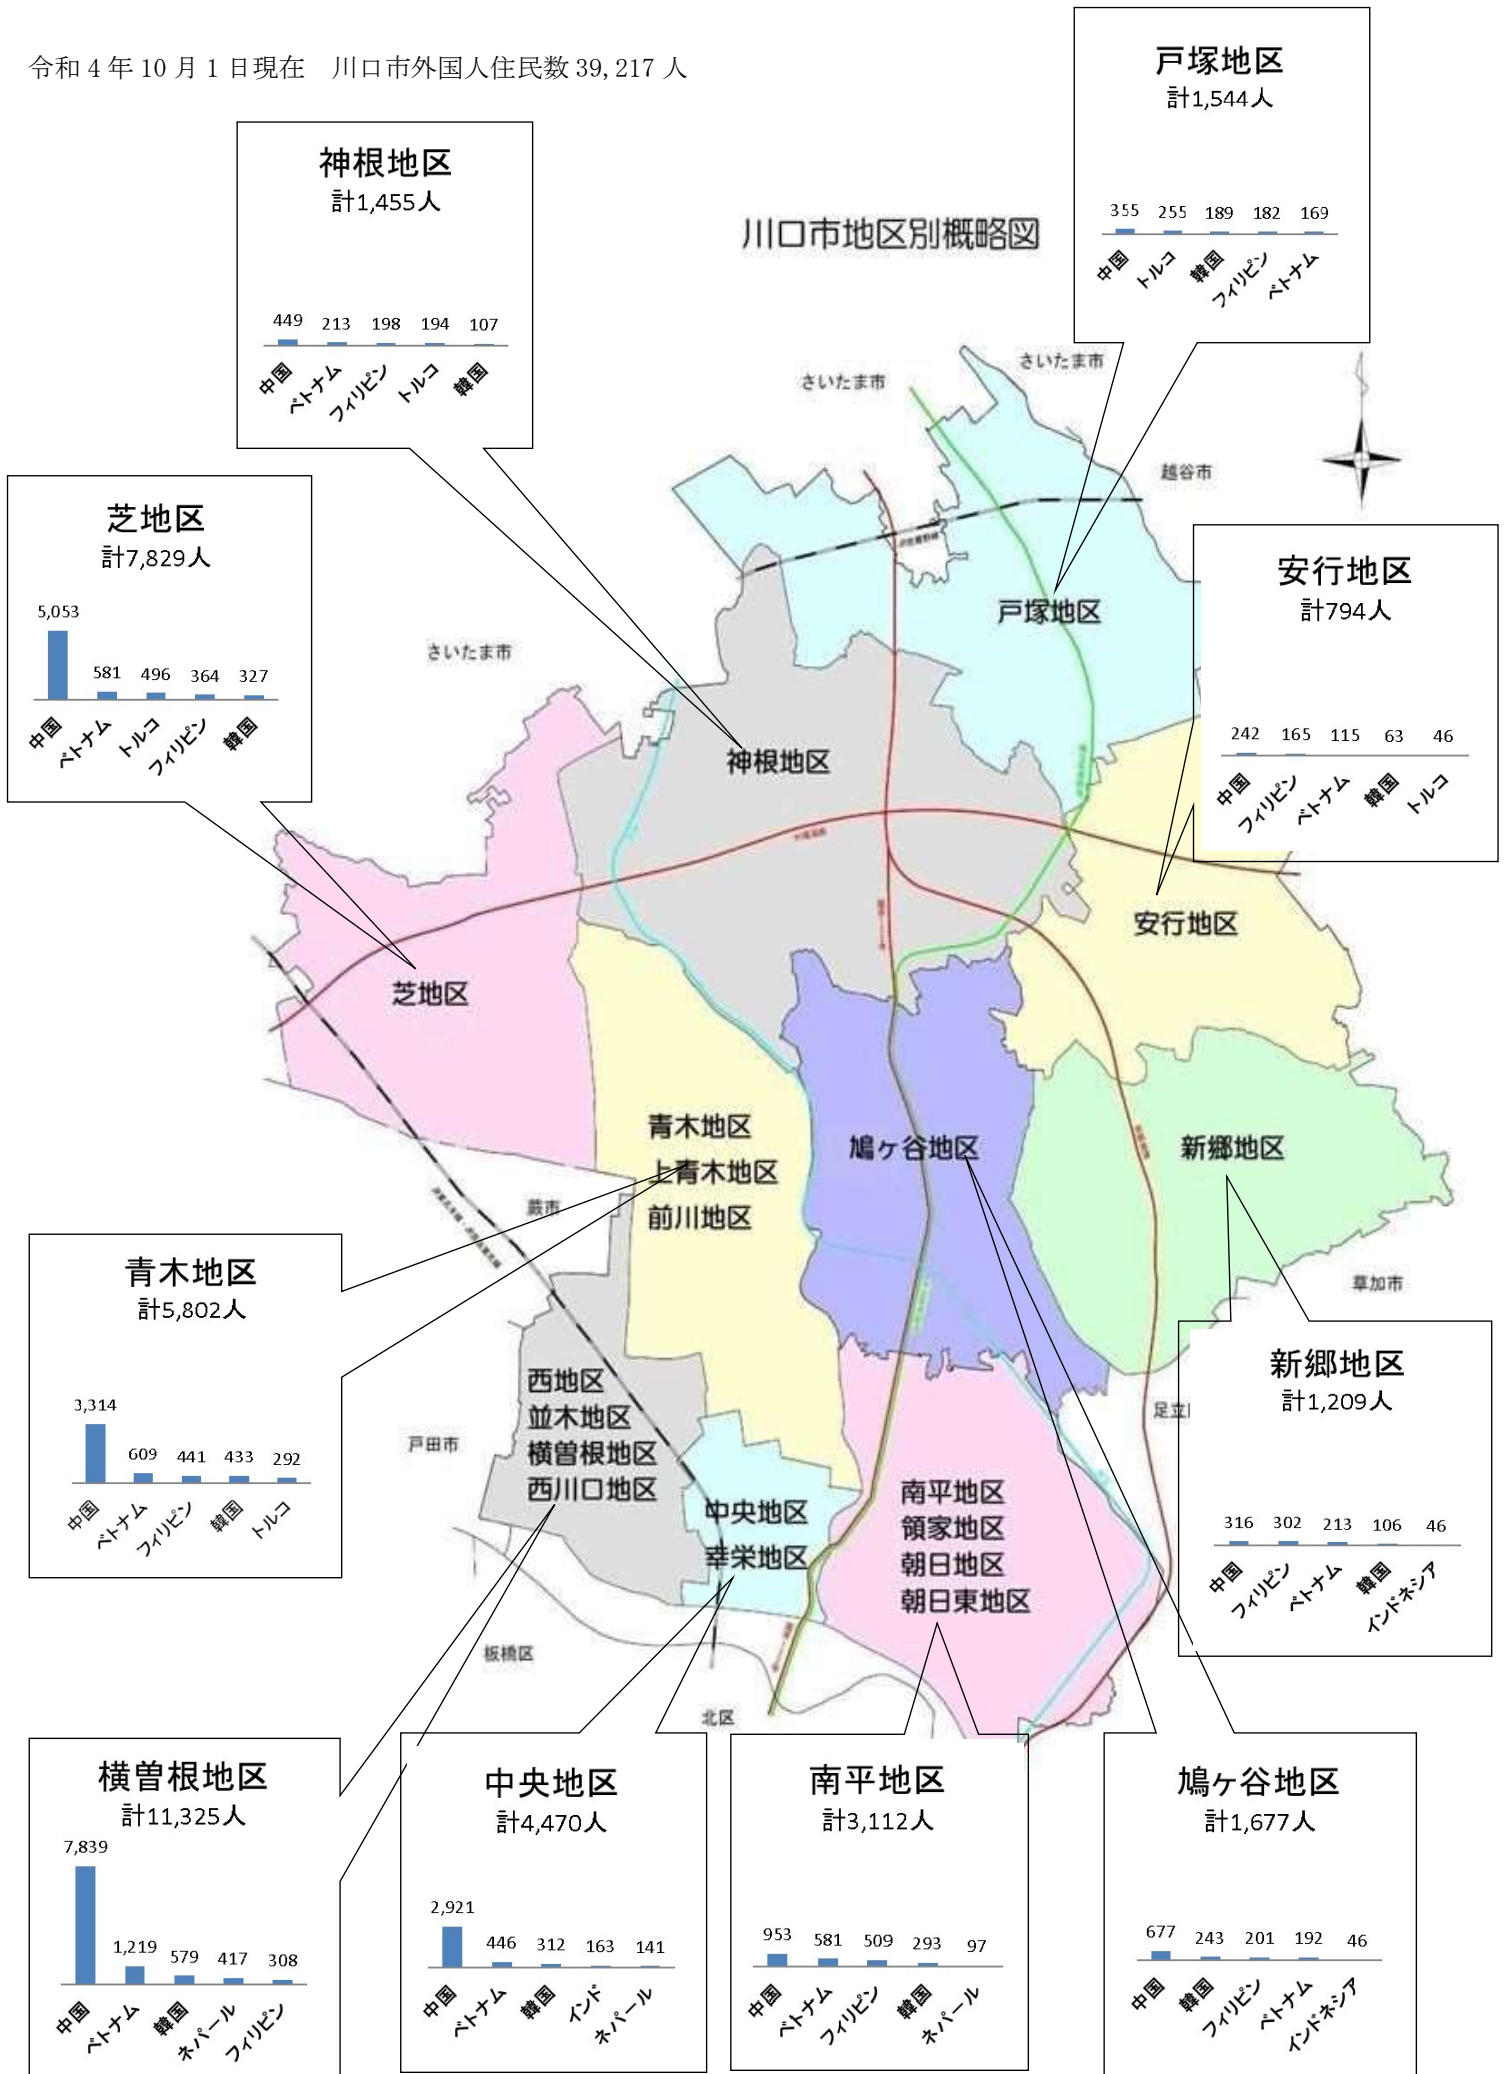 令和4年10月1日現在　川口市外国人住民数39,217人
川口市地区別概略図
戸塚地区
計1,544人
355 255 189 182 169
中国 トルコ 韓国 フィリピン ベトナム
神根地区
計1,455人
449 213 198 194 107
中国 ベトナム フィリピン トルコ 韓国
芝地区
計7,829人
5,053 581 496 364 327
中国 ベトナム トルコ フィリピン 韓国
安行地区
計794人
242 165 115 63 46
中国 フィリピン ベトナム 韓国 トルコ
さいたま市
さいたま市
越谷市
さいたま市
戸塚地区
神根地区
安行地区
芝地区
青木地区
上青木地区
前川地区
鳩ヶ谷地区
新郷地区
蕨市
草加市
西地区
並木地区
横曽根地区
西川口地区
戸田市
足立
中央地区
幸栄地区
南平地区
領家地区
朝日地区
朝日東地区
板橋区
北区
青木地区
計5,802人
3,314 609 441 433 292
中国 ベトナム フィリピン 韓国 トルコ
新郷地区
計1,209人
316 302 213 106 46
中国 フィリピン ベトナム 韓国 インドネシア
横曽根地区
計11,325人
7,839 1,219 579 417 308
中国 ベトナム 韓国 ネパール フィリピン
中央地区
計4,470人
2,921 446 312 163 141
中国 ベトナム 韓国 インド ネパール
南平地区
計3,112人
953 581 509 293 97
中国 ベトナム フィリピン 韓国 ネパール
鳩ヶ谷地区
計1,677人
677 243 201 192 46
中国 韓国 フィリピン ベトナム インドネシア